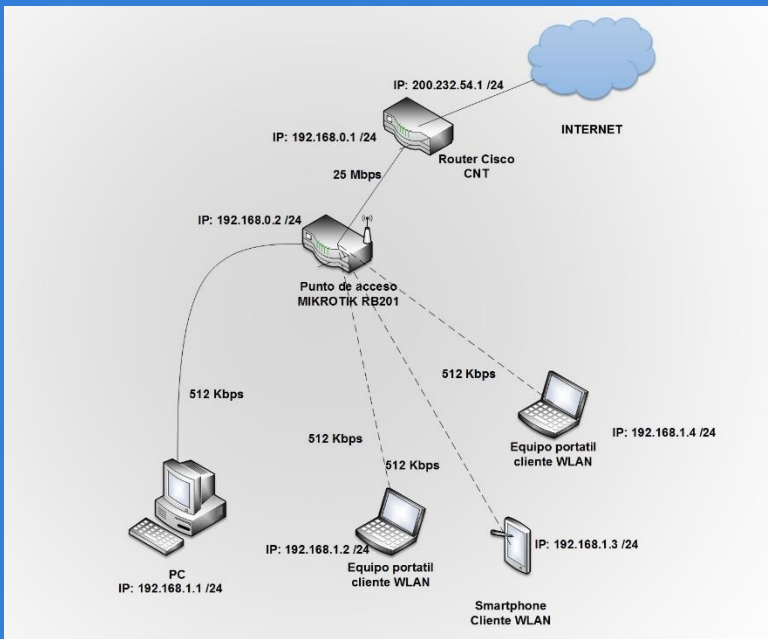 IP: 200.232.54.1 /24
INTERNET
IP: 192.168.0.1 /24
Router Cisco
CNT
25 Mbps
IP: 192.168.0.2 /24
Punto de acceso
MIKROTIK RB201
512 Kbps
512 Kbps
512 Kbps
512 Kbps
IP: 192.168.1.4 /24
Equipo portatil
cliente WLAN
PC
IP: 192.168.1.1 /24
IP: 192.168.1.2 /24
Equipo portatil
cliente WLAN
IP: 192.168.1.3 /24
Smartphone
Cliente WLAN